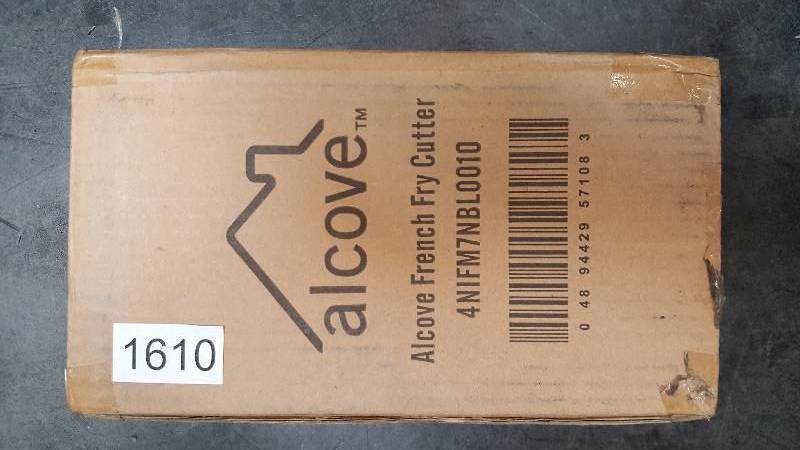 alcove™
Alcove French Fry Cutter
4NIFM7NBL0010
0 48 94429 57108 3
1610